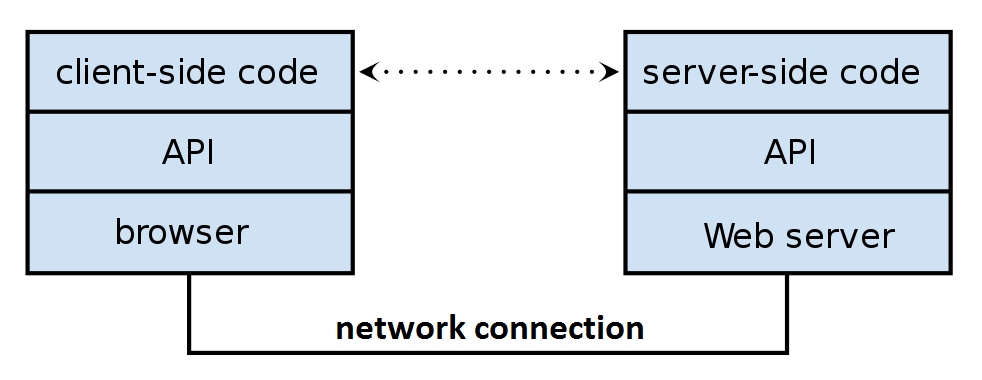 client-side code
server-side code
API
API
browser
Web server
network connection